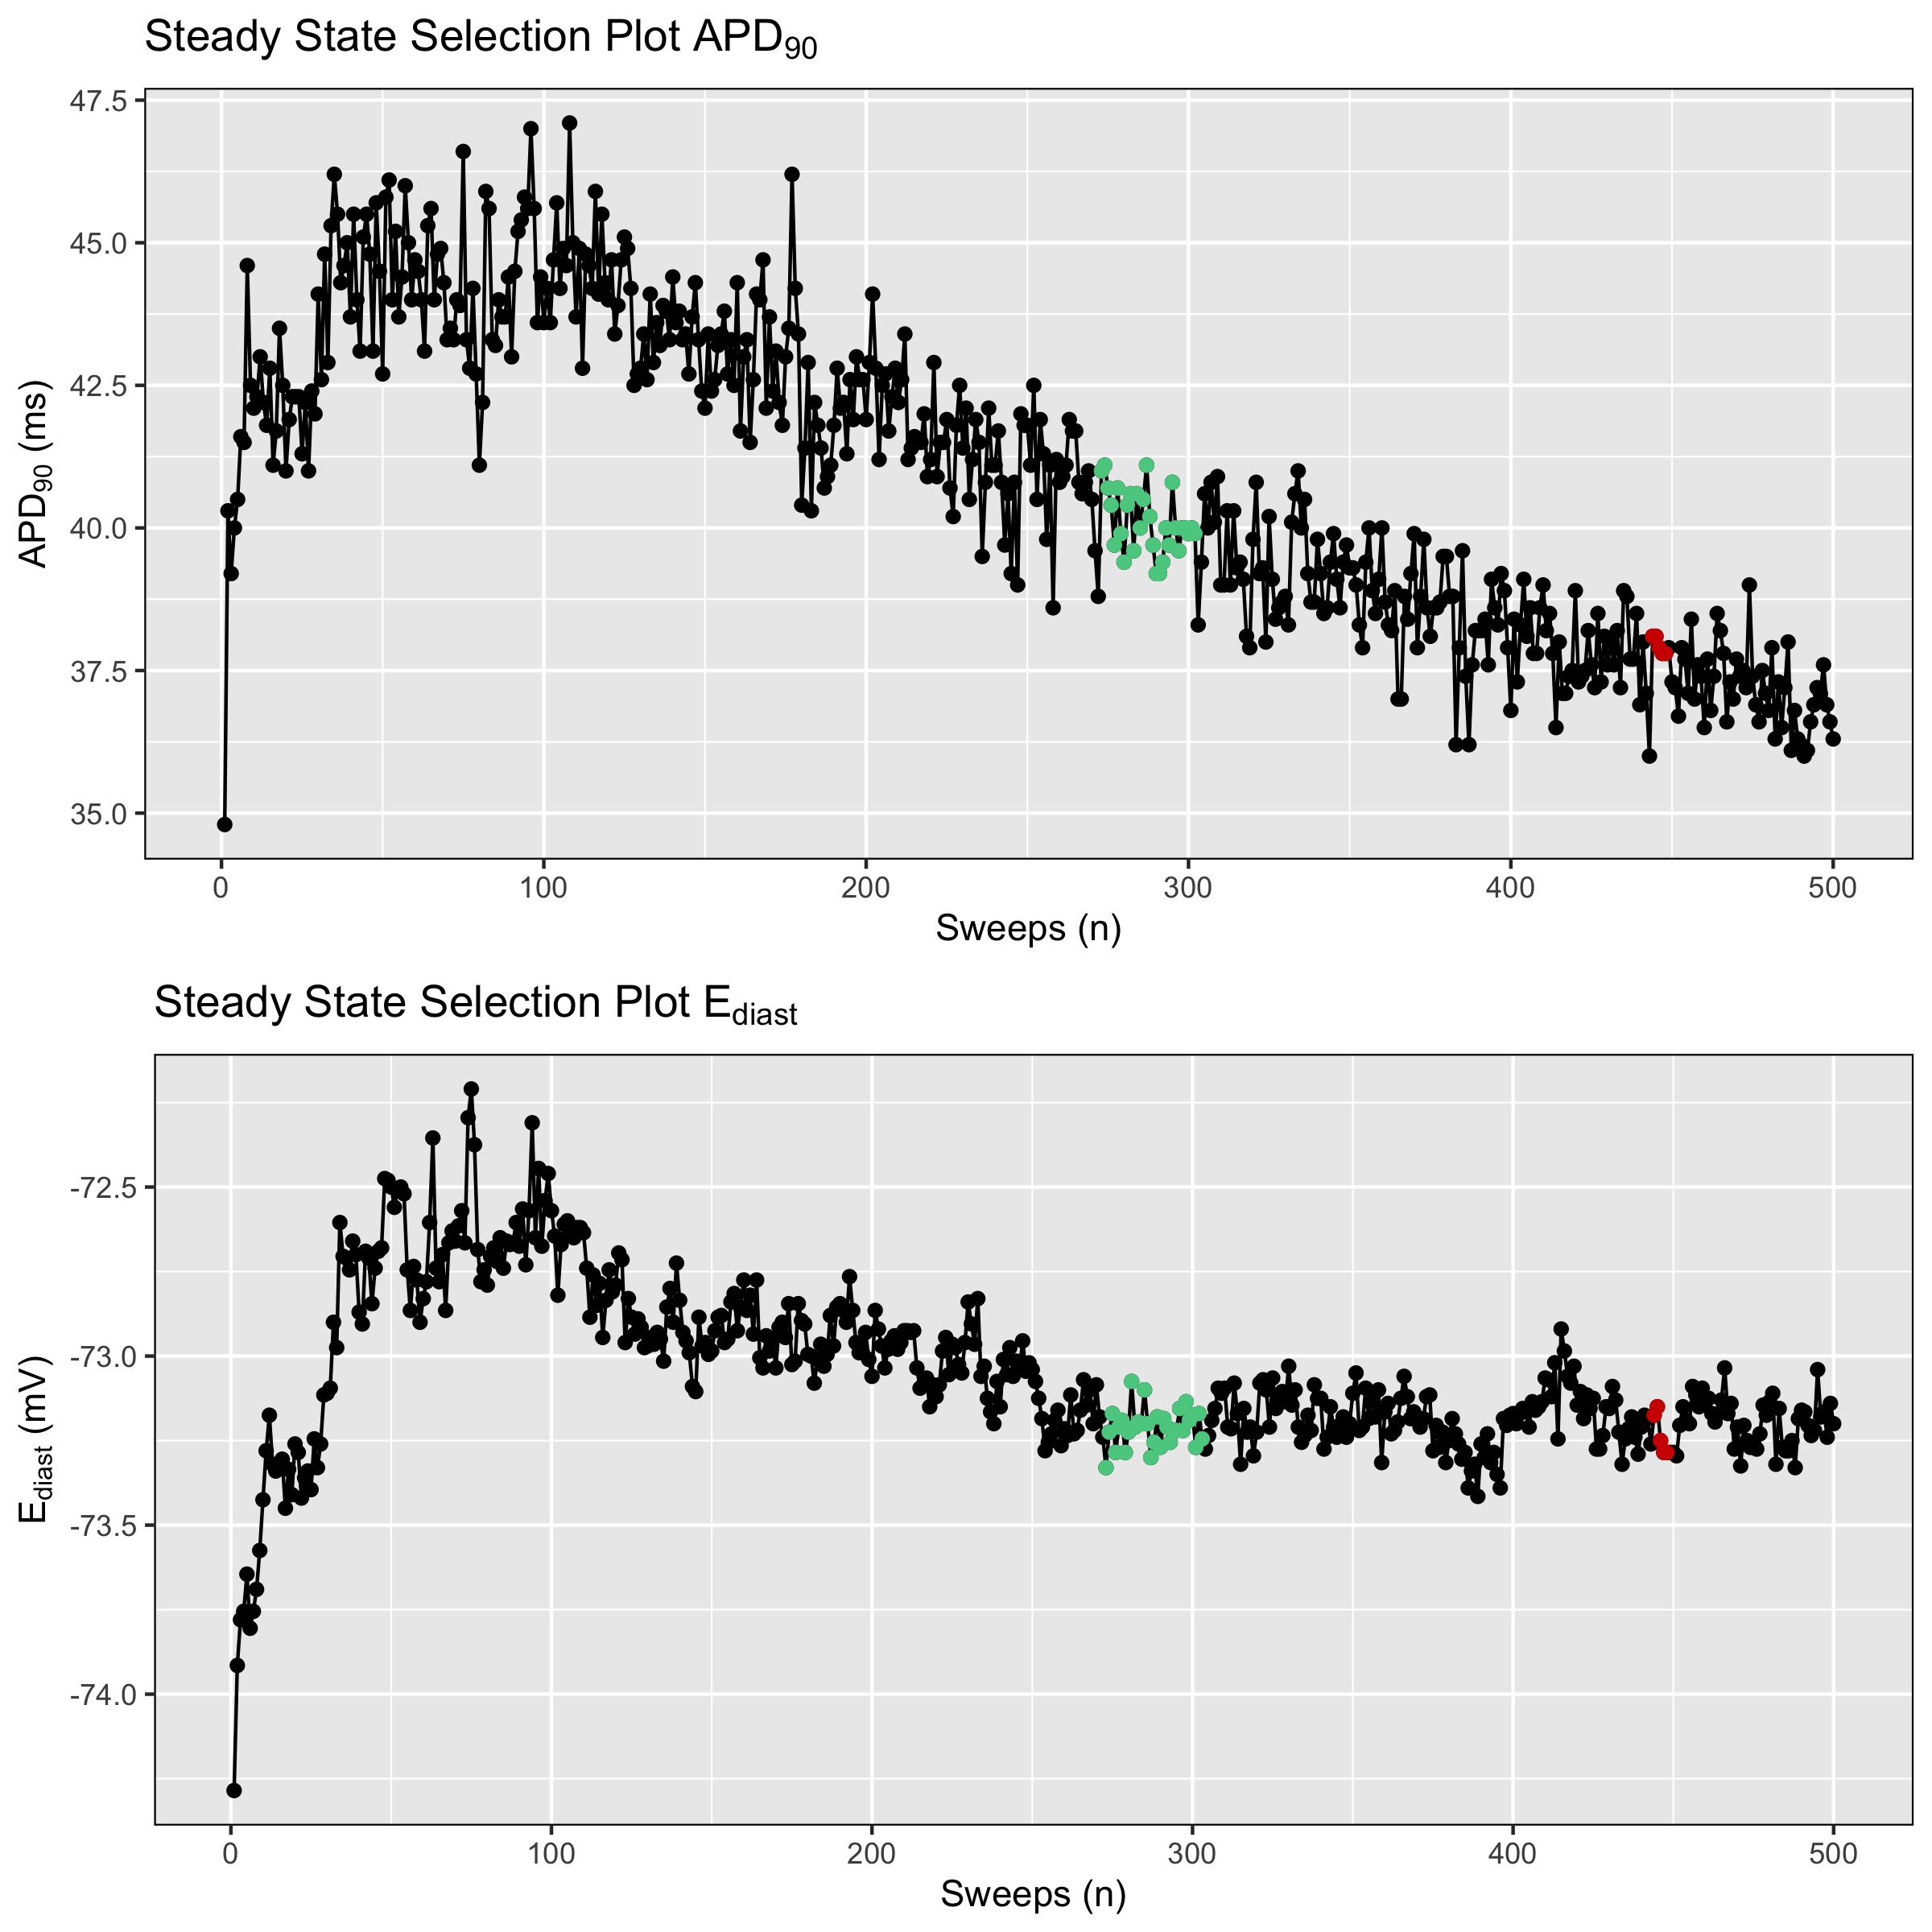 Steady State Selection Plot APD90
47.5
45.0
42.5
40.0
37.5
35.0
APD90 (ms)
0 100 200 300 400 500
Sweeps (n)
Steady State Selection Plot Ediast
-72.5
-73.0
-73.5
-74.0
Ediast (mV)
0 100 200 300 400 500
Sweeps (n)